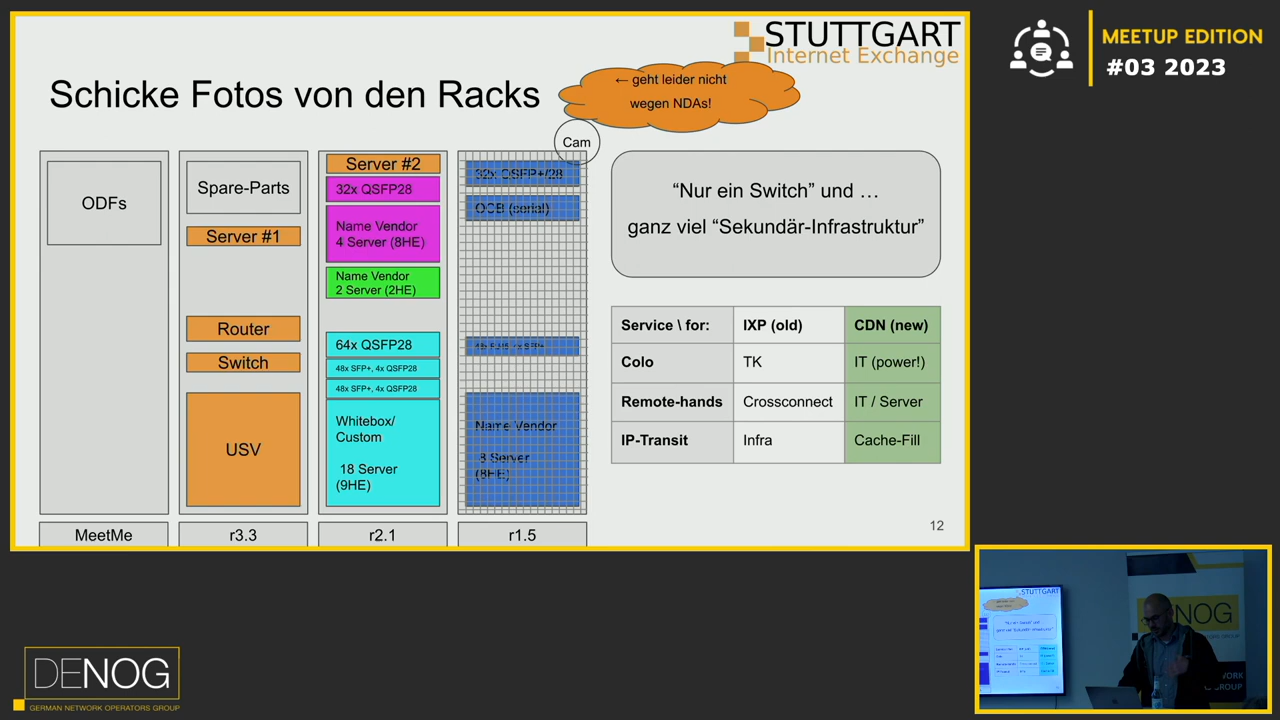 STUTTGART
Internet Exchange
MEETUP EDITION
#03 2023
Schicke Fotos von den Racks
← geht leider nicht
wegen NDAs!
Cam
ODFs
MeetMe
Spare-Parts
Server #1
Router
Switch
USV
r3.3
Server #2
32x QSFP28
Name Vendor
4 Server (8HE)
Name Vendor
2 Server (2HE)
64x QSFP28
48x SFP+, 4x QSFP28
48x SFP+, 4x QSFP28
Whitebox/
Custom
18 Server
(9HE)
r2.1
32x QSFP+/28
OOB (serial)
Name Vendor
8 Server
(8HE)
r1.5
“Nur ein Switch” und …
ganz viel “Sekundär-Infrastruktur”
Service \ for: IXP (old) CDN (new)
Colo TK IT (power!)
Remote-hands Crossconnect IT / Server
IP-Transit Infra Cache-Fill
12
DENOG
GERMAN NETWORK OPERATORS GROUP
STUTTGART
ENOG